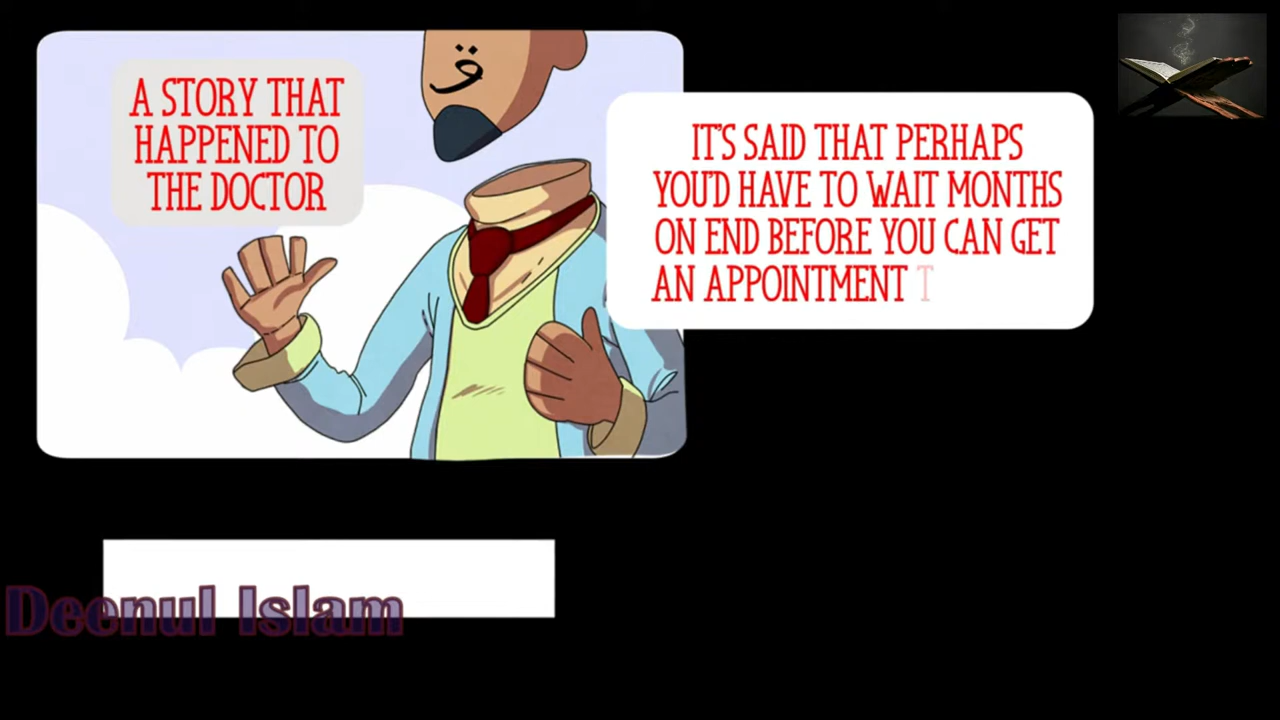 A STORY THAT
HAPPENED TO
THE DOCTOR
IT'S SAID THAT PERHAPS
YOU'D HAVE TO WAIT MONTHS
ON END BEFORE YOU CAN GET
AN APPOINTMENT T
Deenul Islam